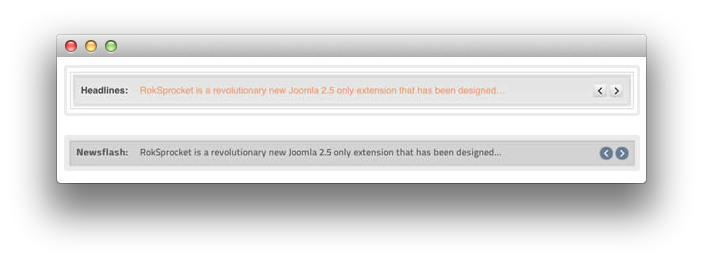 Headlines: RokSprocket is a revolutionary new Joomla 2.5 only extension that has been designed...
Newsflash: RokSprocket is a revolutionary new Joomla 2.5 only extension that has been designed...